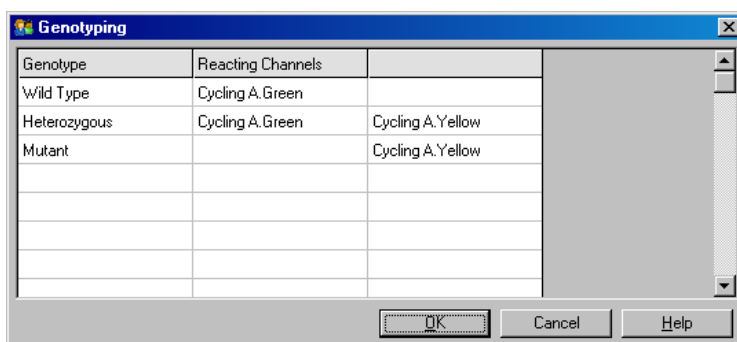 Genotyping
Genotype Reacting Channels
Wild Type Cycling A.Green
Heterozygous Cycling A.Green Cycling A.Yellow
Mutant Cycling A.Yellow
OK Cancel Help